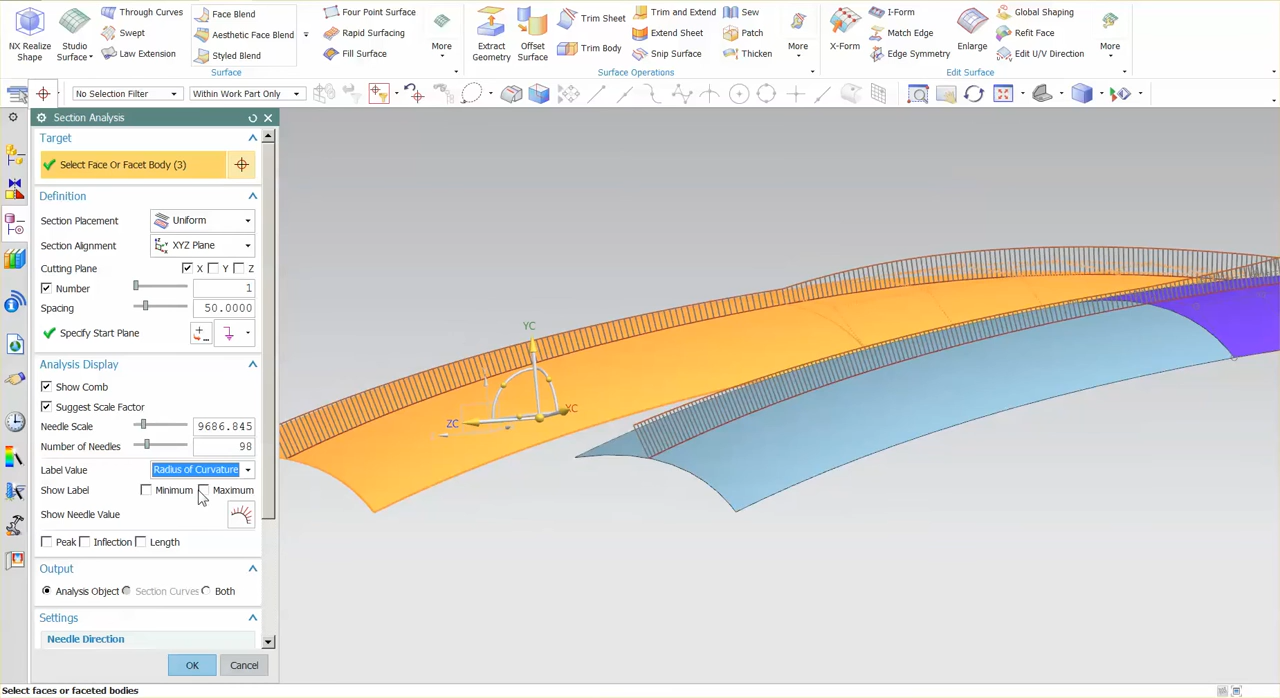 NX Realize Shape
Studio Surface
Through Curves
Swept
Law Extension
Face Blend
Aesthetic Face Blend
Styled Blend
Four Point Surface
Rapid Surfacing
Fill Surface
More
Surface
Extract Geometry
Offset Surface
Trim Sheet
Trim Body
Trim and Extend
Extend Sheet
Snip Surface
Sew
Patch
Thicken
More
Surface Operations
X-Form
I-Form
Match Edge
Edge Symmetry
Enlarge
Global Shaping
Refit Face
Edit U/V Direction
More
Edit Surface
No Selection Filter
Within Work Part Only
Section Analysis
Target
Select Face Or Facet Body (3)
Definition
Section Placement Uniform
Section Alignment XYZ Plane
Cutting Plane X Y Z
Number 1
Spacing 50.0000
Specify Start Plane
Analysis Display
Show Comb
Suggest Scale Factor
Needle Scale 9686.845
Number of Needles 98
Label Value Radius of Curvature
Show Label Minimum Maximum
Show Needle Value
Peak Inflection Length
Output
Analysis Object Section Curves Both
Settings
Needle Direction
OK Cancel
Select faces or faceted bodies
YC
XC
ZC